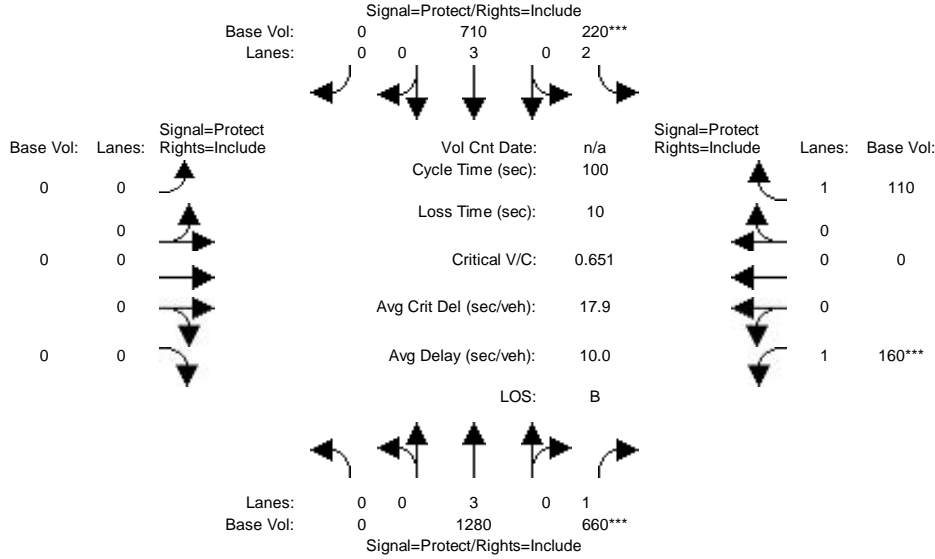 Signal=Protect/Rights=Include
Base Vol: 0 710 220***
Lanes: 0 0 3 0 2
Signal=Protect Signal=Protect
Base Vol: Lanes: Rights=Include Vol Cnt Date: n/a Rights=Include Lanes: Base Vol:
Cycle Time (sec): 100
0 0 1 110
Loss Time (sec): 10
0 0
0 0 Critical V/C: 0.651 0 0
0 Avg Crit Del (sec/veh): 17.9 0
0 0 Avg Delay (sec/veh): 10.0 1 160***
LOS: B
Lanes: 0 0 3 0 1
Base Vol: 0 1280 660***
Signal=Protect/Rights=Include